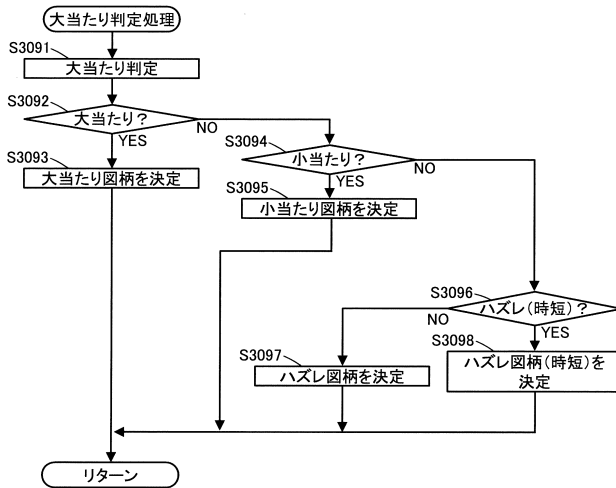 大当たり判定処理
S3091
大当たり判定
S3092
大当たり?
NO
YES
S3093
大当たり図柄を決定
S3094
小当たり?
NO
YES
S3095
小当たり図柄を決定
S3096
ハズレ(時短)?
NO
YES
S3097
ハズレ図柄を決定
S3098
ハズレ図柄(時短)を
決定
リターン